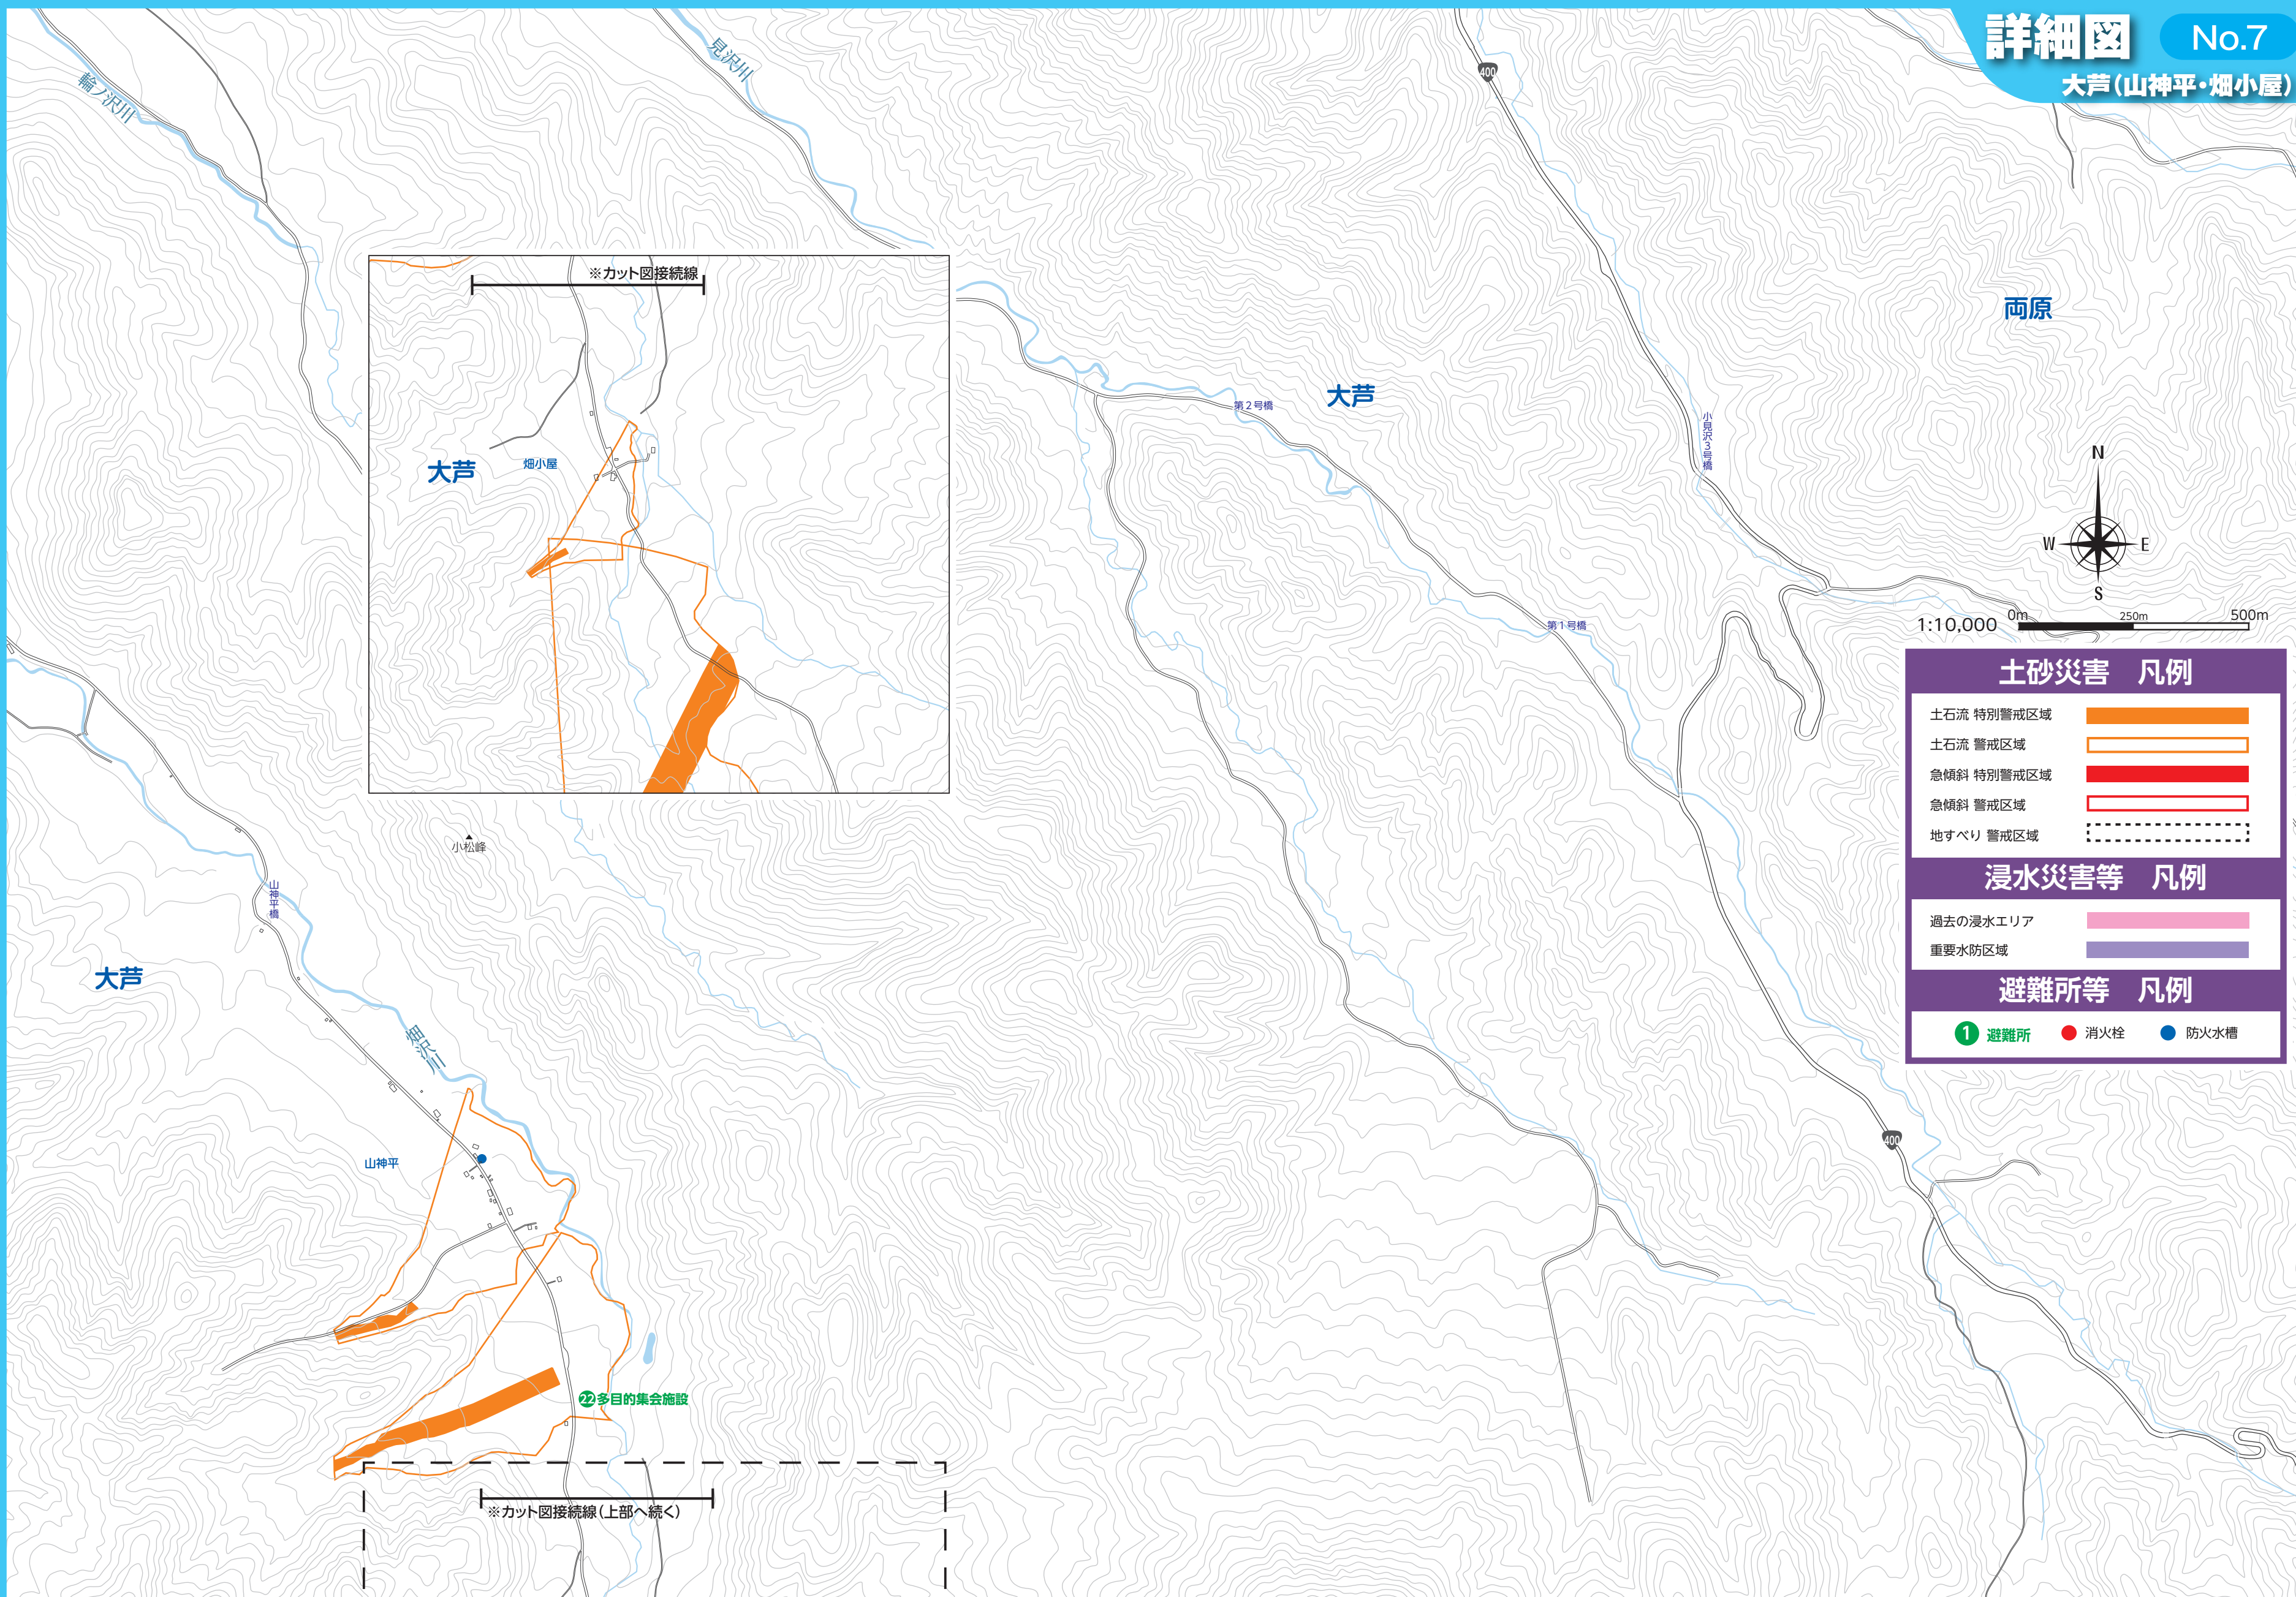 詳細図
No.7
大芦(山神平・畑小屋)
輪ノ沢川
見沢川
400
両原
※カット図接続線
大芦
畑小屋
大芦
第2号橋
小見沢3号橋
第1号橋
N
W
E
S
1:10,000
0m
250m
500m
土砂災害 凡例
土石流 特別警戒区域
土石流 警戒区域
急傾斜 特別警戒区域
急傾斜 警戒区域
地すべり 警戒区域
浸水災害等 凡例
過去の浸水エリア
重要水防区域
避難所等 凡例
1 避難所
消火栓
防火水槽
小松峰
山神平橋
大芦
畑沢川
山神平
400
22多目的集会施設
※カット図接続線(上部へ続く)